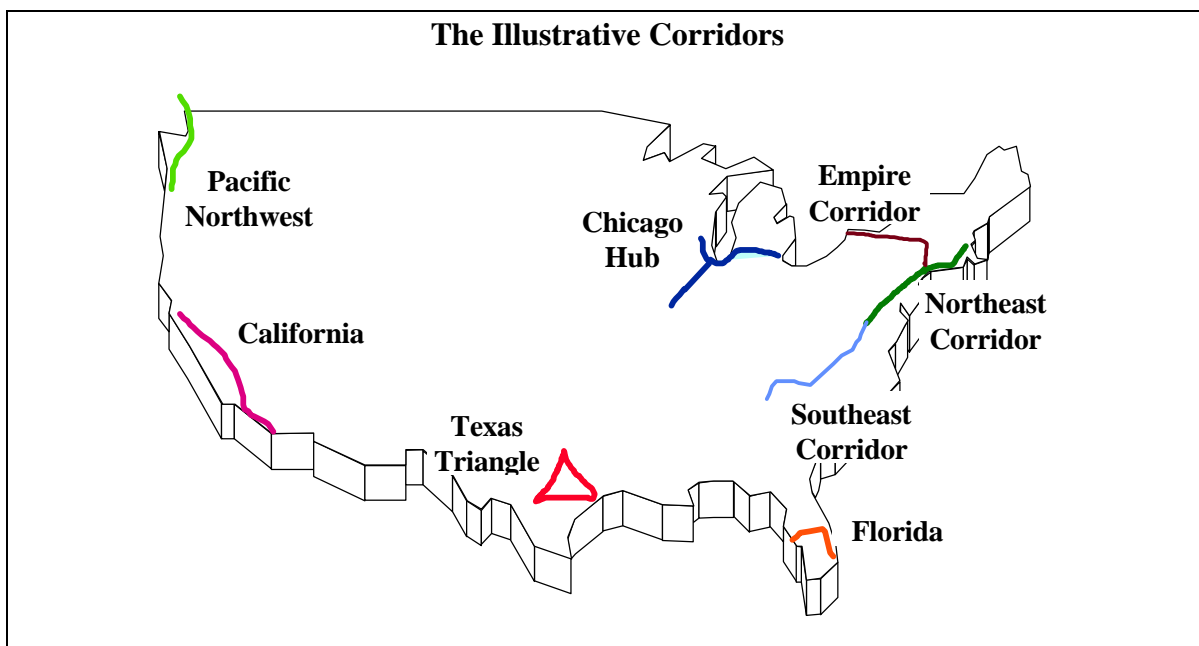 The Illustrative Corridors
Pacific
Northwest
Chicago
Hub
Empire
Corridor
California
Northeast
Corridor
Texas
Triangle
Southeast
Corridor
Florida